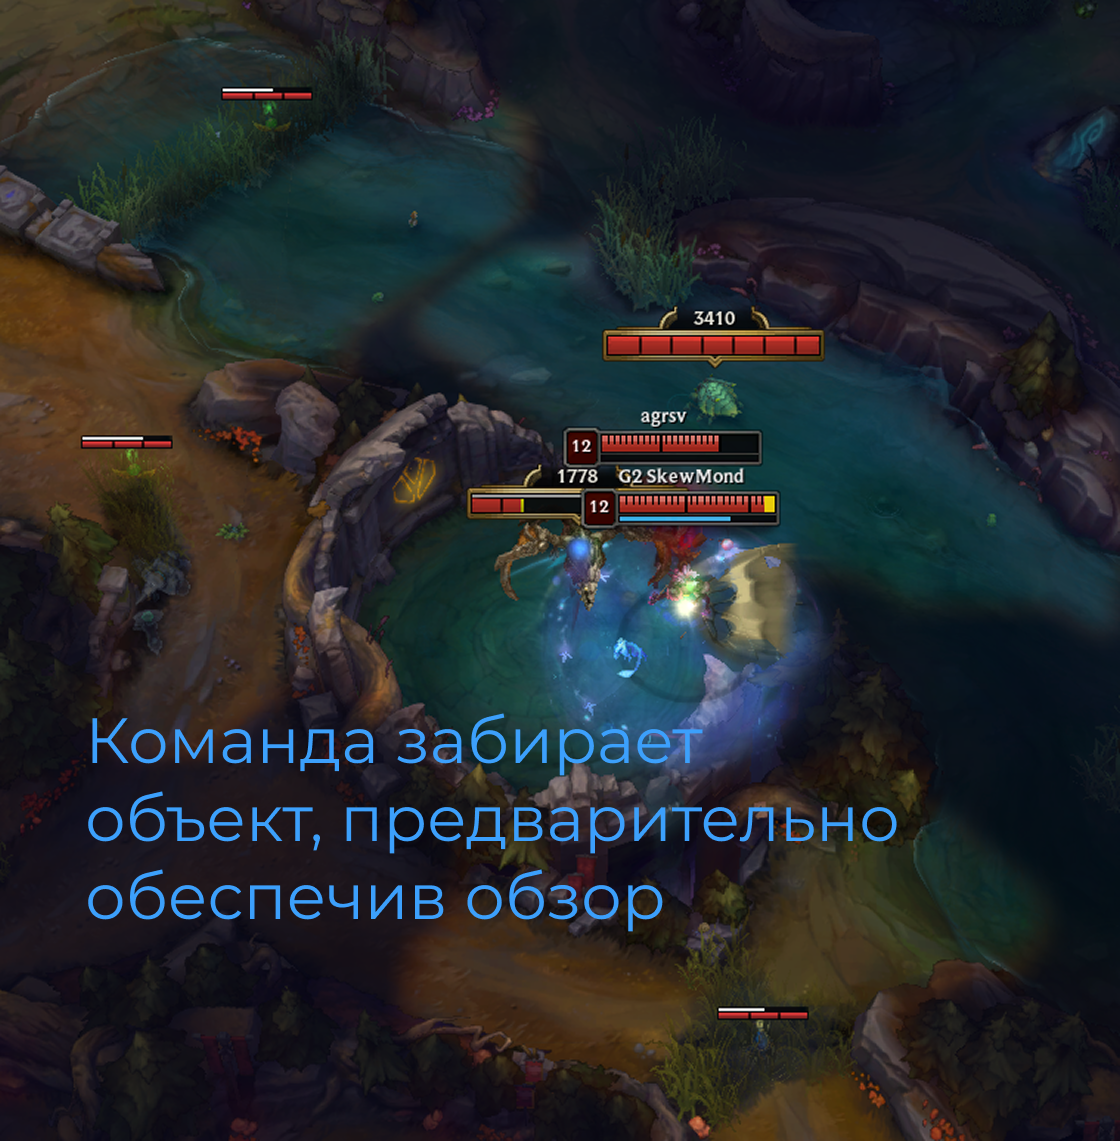 3410
agrsv
12
1778 G2 SkewMond
12
Команда забирает
объект, предварительно
обеспечив обзор